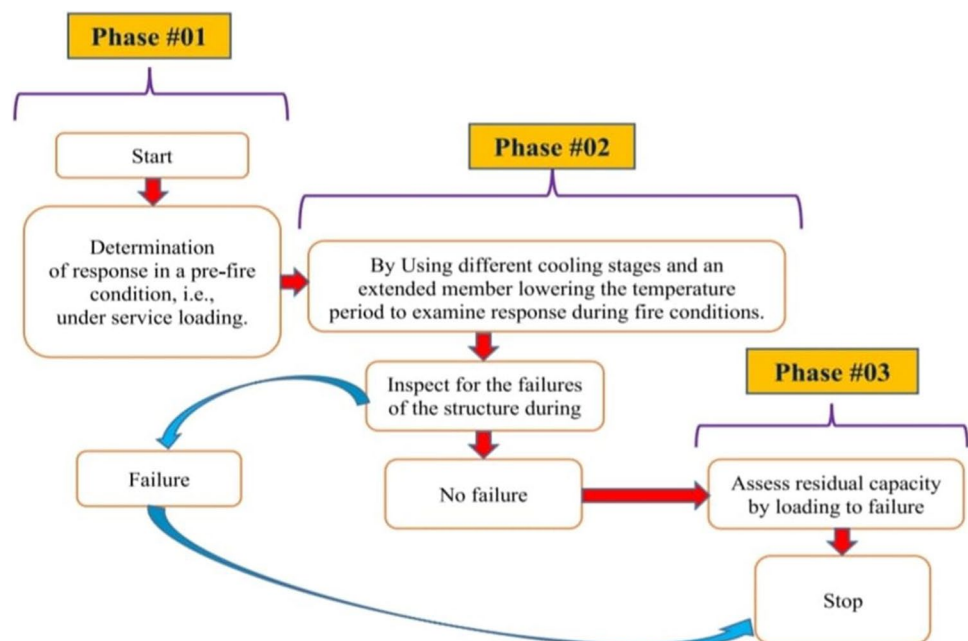 Phase #01
Start
Determination
of response in a pre-fire
condition, i.e.,
under service loading.
Phase #02
By Using different cooling stages and an
extended member lowering the temperature
period to examine response during fire conditions.
Inspect for the failures
of the structure during
Failure
No failure
Phase #03
Assess residual capacity
by loading to failure
Stop